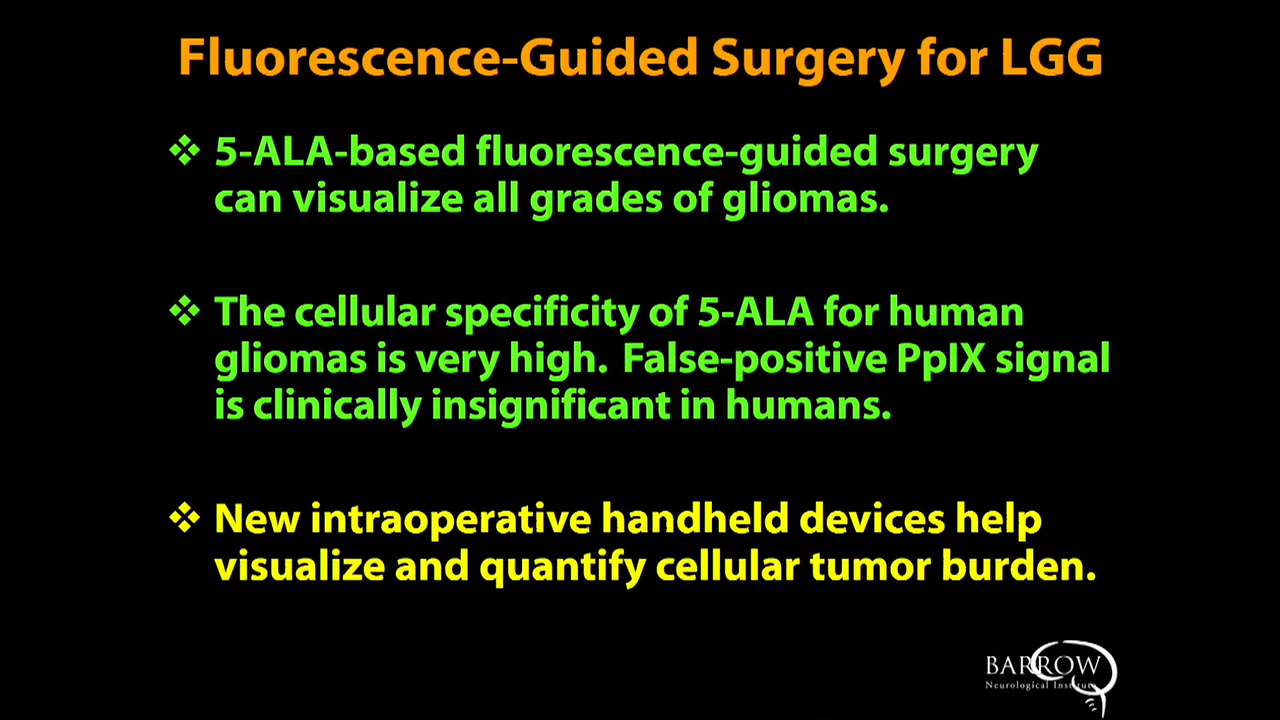 Fluorescence-Guided Surgery for LGG
❖ 5-ALA-based fluorescence-guided surgery
can visualize all grades of gliomas.
❖ The cellular specificity of 5-ALA for human
gliomas is very high. False-positive PpIX signal
is clinically insignificant in humans.
❖ New intraoperative handheld devices help
visualize and quantify cellular tumor burden.
BARROW
Neurological Institute